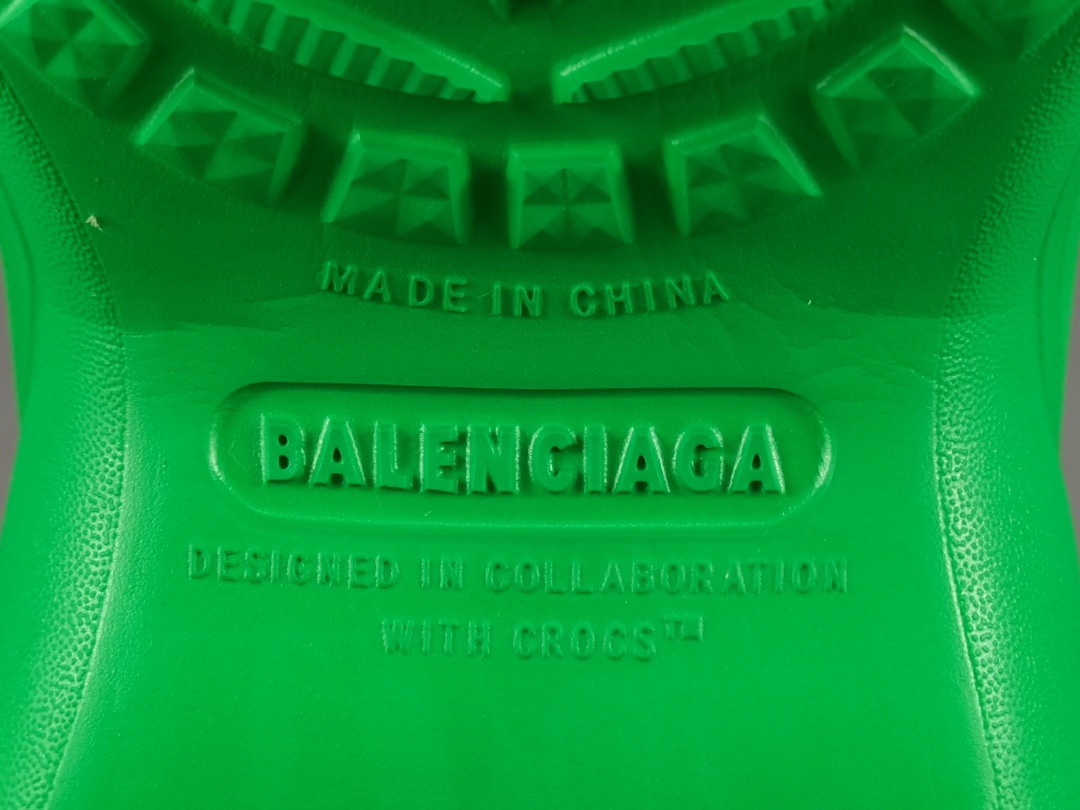 MADE IN CHINA
BALENCIAGA
DESIGNED IN COLLABORATION
WITH CROCS™